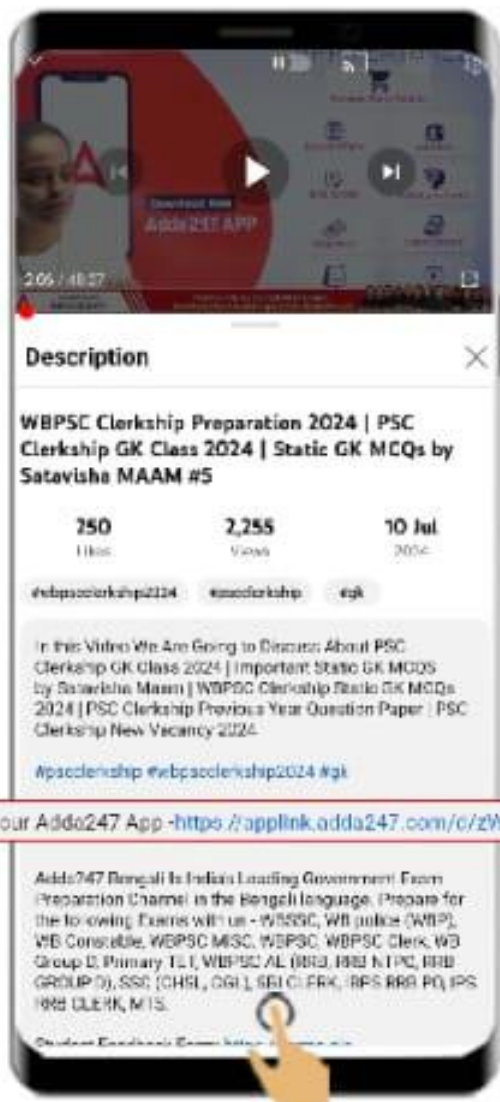 Download Now
Adda247 APP
2:05 / 48:57
Description
WBPSC Clerkship Preparation 2024 | PSC
Clerkship GK Class 2024 | Static GK MCQs by
Satavisha MAAM #5
250 2,255 10 Jul
Likes Views 2024
#wbpscclerkship2024 #pscclerkship #gk
In this Video We Are Going to Discuss About PSC
Clerkship GK Class 2024 | Important Static GK MCQS
by Satavisha Maam | WBPSC Clerkship Static GK MCQs
2024 | PSC Clerkship Previous Year Question Paper | PSC
Clerkship New Vacancy 2024
#pscclerkship #wbpscclerkship2024 #gk
our Adda247 App -https://applink.adda247.com/d/zW
Adda247 Bengali Is India's Leading Government Exam
Preparation Channel in the Bengali language. Prepare for
the following Exams with us - WBSSC, WB police (WBP),
WB Constable, WBPSC MISC, WBPSC, WBPSC Clerk, WB
Group D, Primary TET, WBPSC AE (RRB, RRB NTPC, RRB
GROUP D), SSC (CHSL, CGL), SBI CLERK, IBPS RRB PO, IPS
RRB CLERK, MTS.